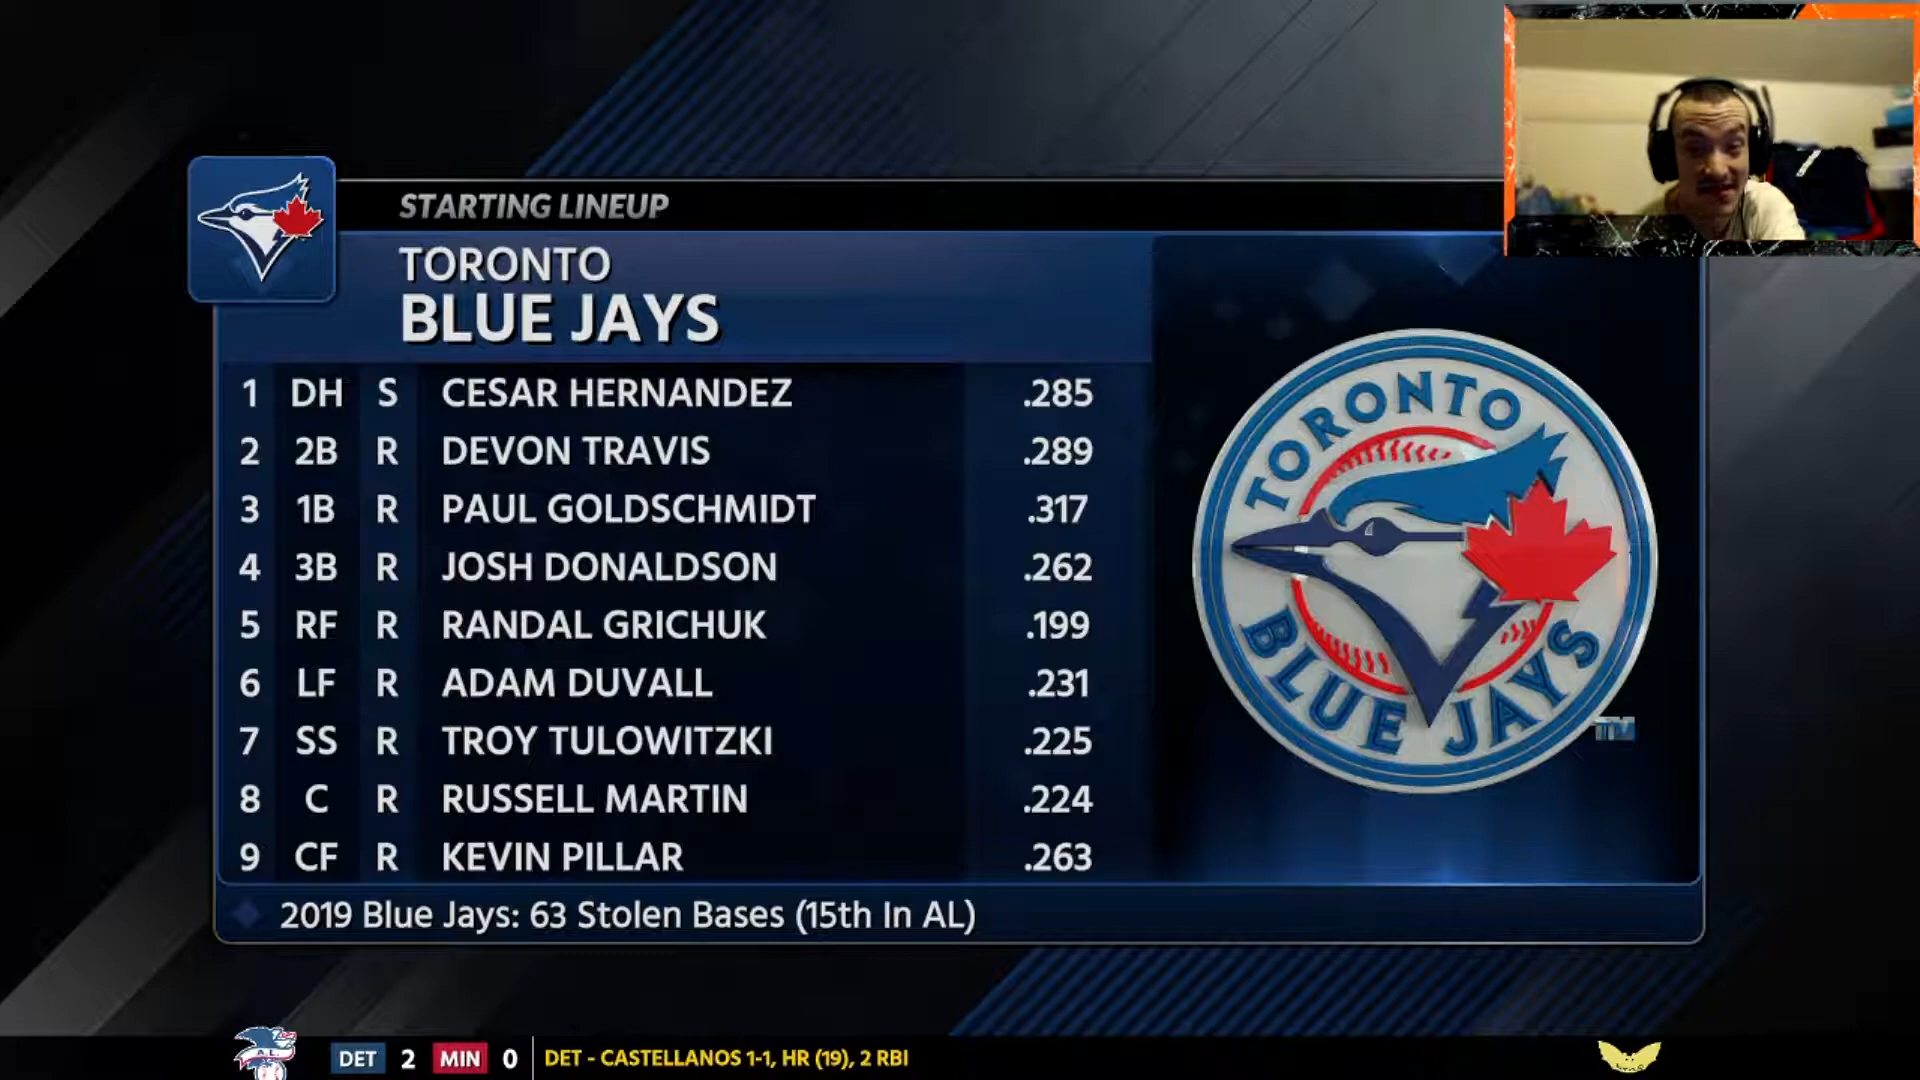 STARTING LINEUP
TORONTO
BLUE JAYS
1 DH S CESAR HERNANDEZ .285
2 2B R DEVON TRAVIS .289
3 1B R PAUL GOLDSCHMIDT .317
4 3B R JOSH DONALDSON .262
5 RF R RANDAL GRICHUK .199
6 LF R ADAM DUVALL .231
7 SS R TROY TULOWITZKI .225
8 C R RUSSELL MARTIN .224
9 CF R KEVIN PILLAR .263
TORONTO
BLUE JAYS
TM
2019 Blue Jays: 63 Stolen Bases (15th In AL)
A.L.
DET 2 MIN 0 DET - CASTELLANOS 1-1, HR (19), 2 RBI